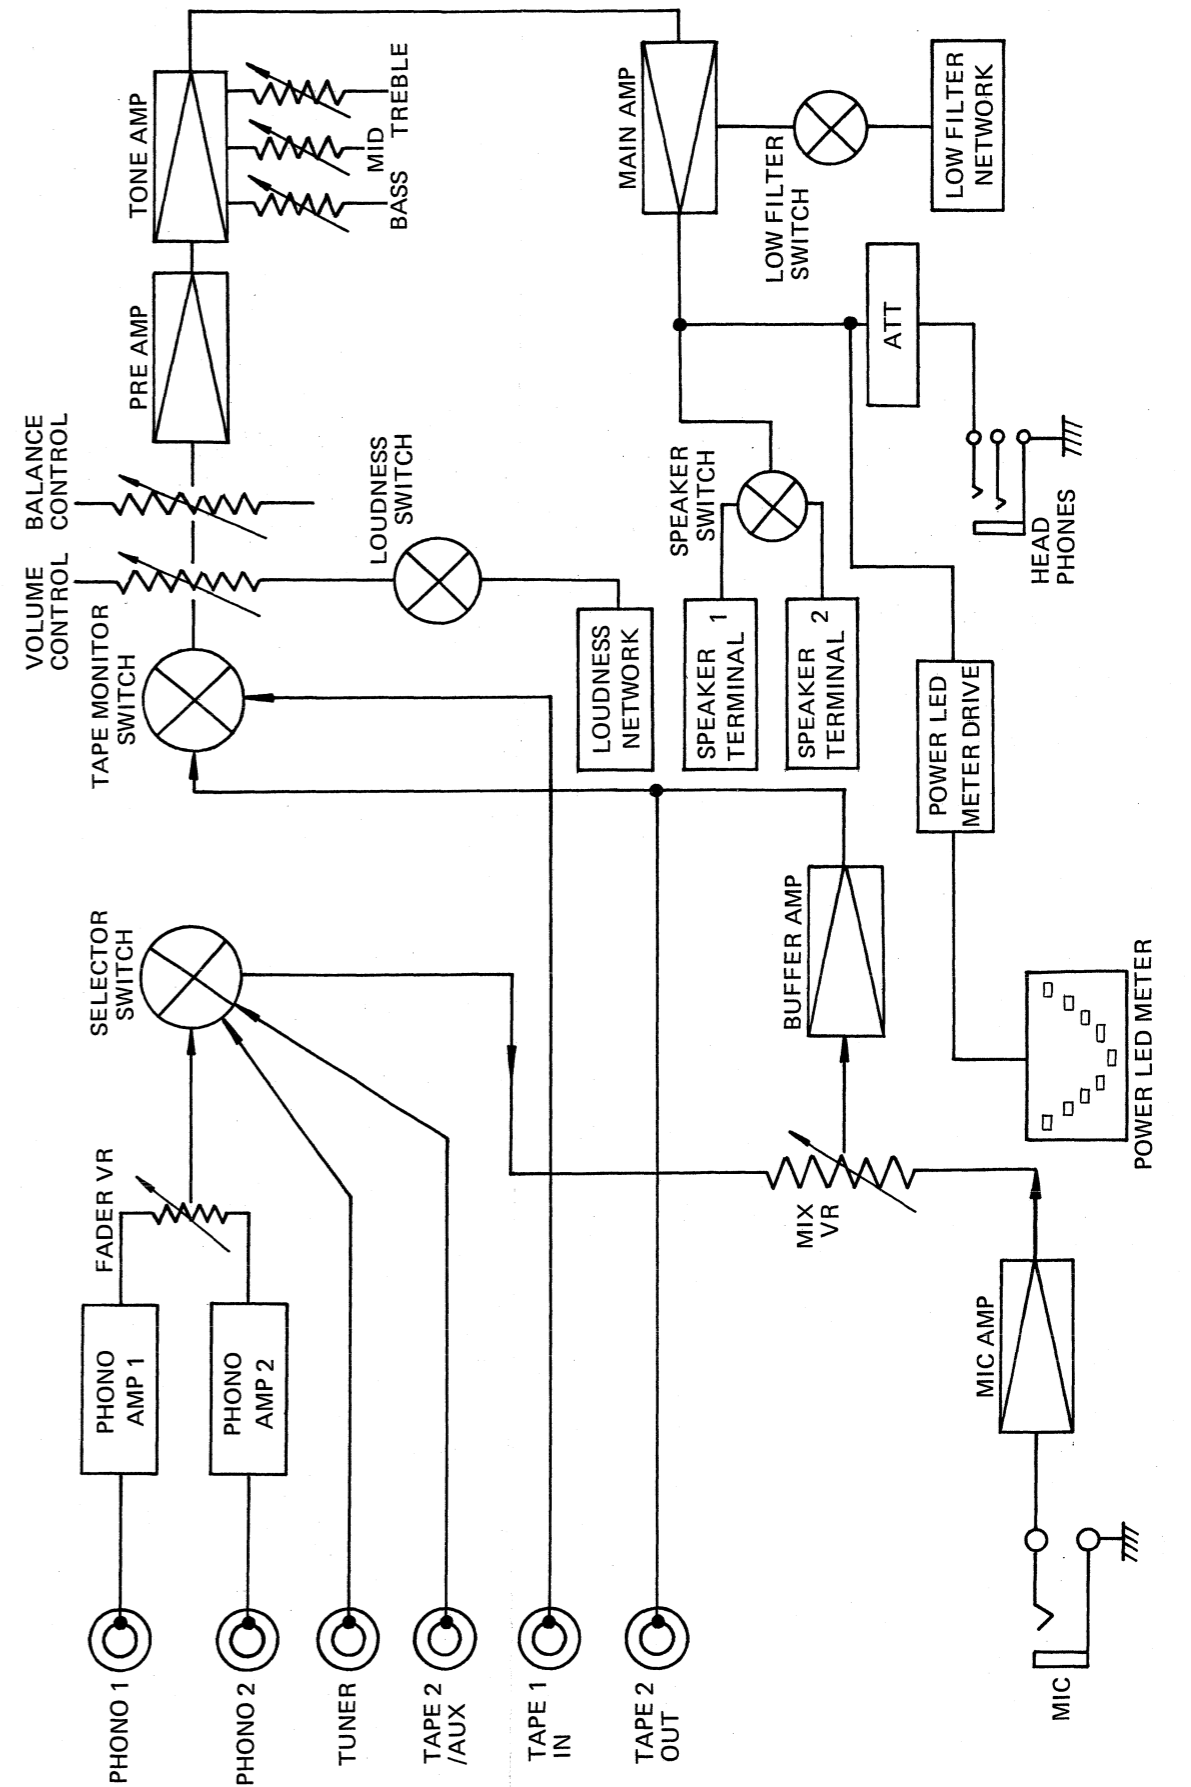 PHONO 1
PHONO 2
TUNER
TAPE 2
/AUX
TAPE 1
IN
TAPE 2
OUT
MIC
PHONO
AMP 1
PHONO
AMP 2
FADER VR
SELECTOR
SWITCH
MIC AMP
MIX
VR
BUFFER AMP
TAPE MONITOR
SWITCH
VOLUME
CONTROL
BALANCE
CONTROL
LOUDNESS
SWITCH
LOUDNESS
NETWORK
PRE AMP
TONE AMP
BASS
MID
TREBLE
MAIN AMP
LOW FILTER
SWITCH
LOW FILTER
NETWORK
SPEAKER
SWITCH
SPEAKER 1
TERMINAL
SPEAKER 2
TERMINAL
ATT
HEAD
PHONES
POWER LED
METER DRIVE
POWER LED METER